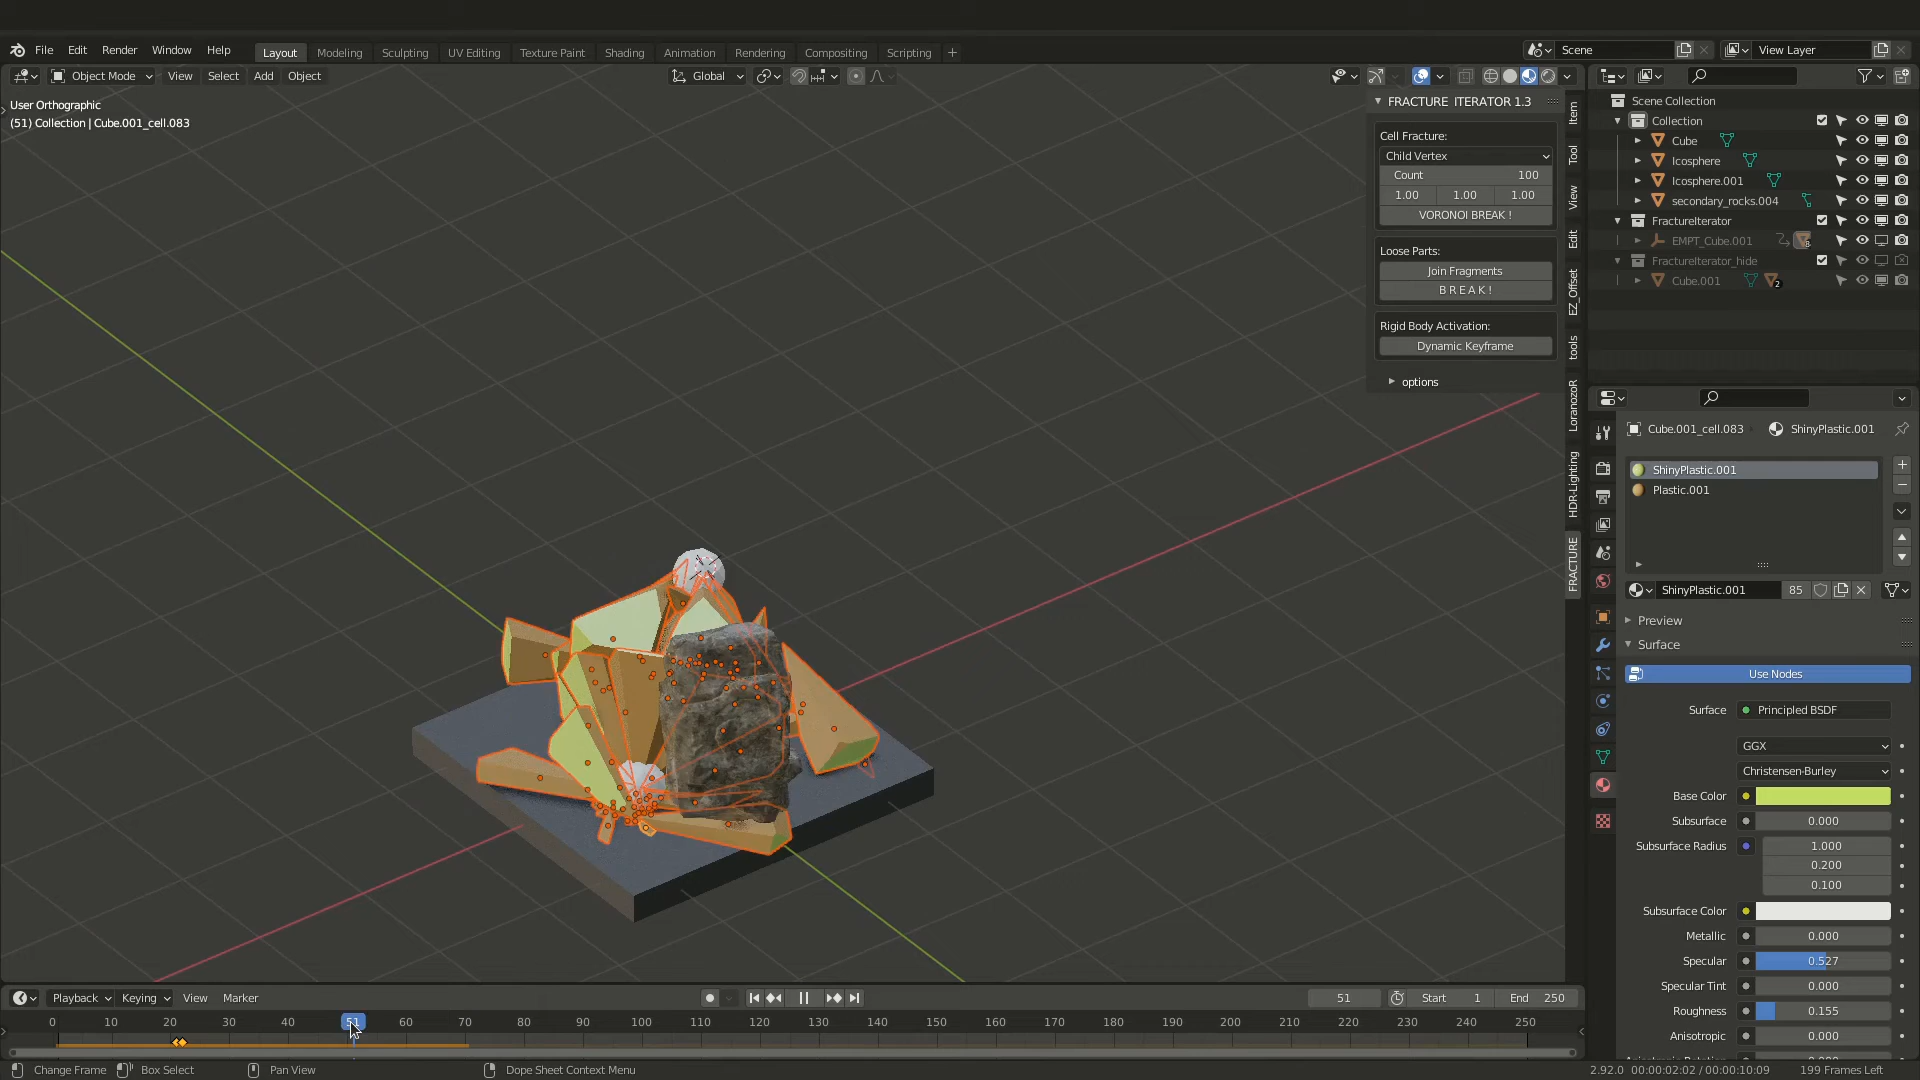 File Edit Render Window Help Layout Modeling Sculpting UV Editing Texture Paint Shading Animation Rendering Compositing Scripting + Scene View Layer
Object Mode View Select Add Object Global
User Orthographic
(51) Collection | Cube.001_cell.083
FRACTURE ITERATOR 1.3
Cell Fracture:
Child Vertex
Count 100
1.00 1.00 1.00
VORONOI BREAK !
Loose Parts:
Join Fragments
B R E A K !
Rigid Body Activation:
Dynamic Keyframe
options
Item
Tool
View
Edit
EZ_Offset
tools
LoranozoR
HDR-Lighting
FRACTURE
Scene Collection
Collection
Cube
Icosphere
Icosphere.001
secondary_rocks.004
FractureIterator
EMPT_Cube.001
FractureIterator_hide
Cube.001 2
Cube.001_cell.083 ShinyPlastic.001
ShinyPlastic.001
Plastic.001
ShinyPlastic.001 85
Preview
Surface
Use Nodes
Surface Principled BSDF
GGX
Christensen-Burley
Base Color
Subsurface 0.000
Subsurface Radius 1.000
0.200
0.100
Subsurface Color
Metallic 0.000
Specular 0.527
Specular Tint 0.000
Roughness 0.155
Anisotropic 0.000
Playback Keying View Marker 51 Start 1 End 250
0 10 20 30 40 51 60 70 80 90 100 110 120 130 140 150 160 170 180 190 200 210 220 230 240 250
Change Frame Box Select Pan View Dope Sheet Context Menu 2.92.0 00:00:02:02 / 00:00:10:09 199 Frames Left